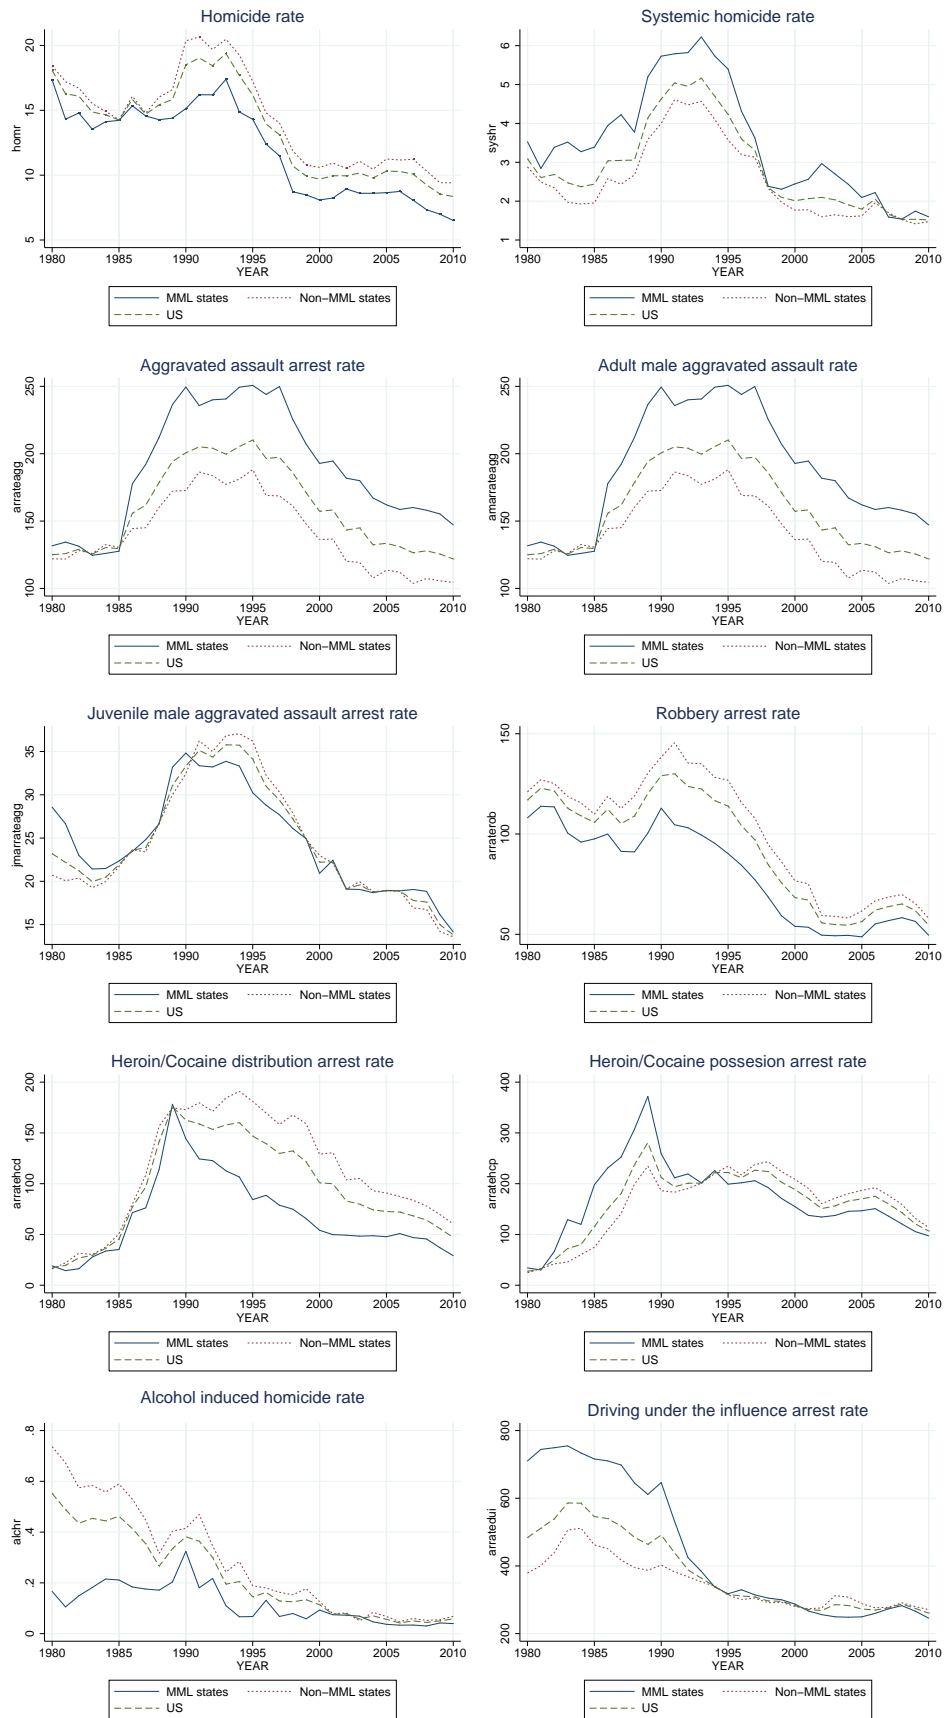 Homicide rate
homr
20
15
10
5
1980 1985 1990 1995 2000 2005 2010
YEAR
MML states Non−MML states
US
Systemic homicide rate
syshr
6
5
4
3
2
1
1980 1985 1990 1995 2000 2005 2010
YEAR
MML states Non−MML states
US
Aggravated assault arrest rate
arrateagg
250
200
150
100
1980 1985 1990 1995 2000 2005 2010
YEAR
MML states Non−MML states
US
Adult male aggravated assault rate
amarrateagg
250
200
150
100
1980 1985 1990 1995 2000 2005 2010
YEAR
MML states Non−MML states
US
Juvenile male aggravated assault arrest rate
jmarrateagg
35
30
25
20
15
1980 1985 1990 1995 2000 2005 2010
YEAR
MML states Non−MML states
US
Robbery arrest rate
arraterob
150
100
50
1980 1985 1990 1995 2000 2005 2010
YEAR
MML states Non−MML states
US
Heroin/Cocaine distribution arrest rate
arratehcd
200
150
100
50
0
1980 1985 1990 1995 2000 2005 2010
YEAR
MML states Non−MML states
US
Heroin/Cocaine possesion arrest rate
arratehcp
400
300
200
100
0
1980 1985 1990 1995 2000 2005 2010
YEAR
MML states Non−MML states
US
Alcohol induced homicide rate
alchr
.8
.6
.4
.2
0
1980 1985 1990 1995 2000 2005 2010
YEAR
MML states Non−MML states
US
Driving under the influence arrest rate
arratedui
800
600
400
200
1980 1985 1990 1995 2000 2005 2010
YEAR
MML states Non−MML states
US